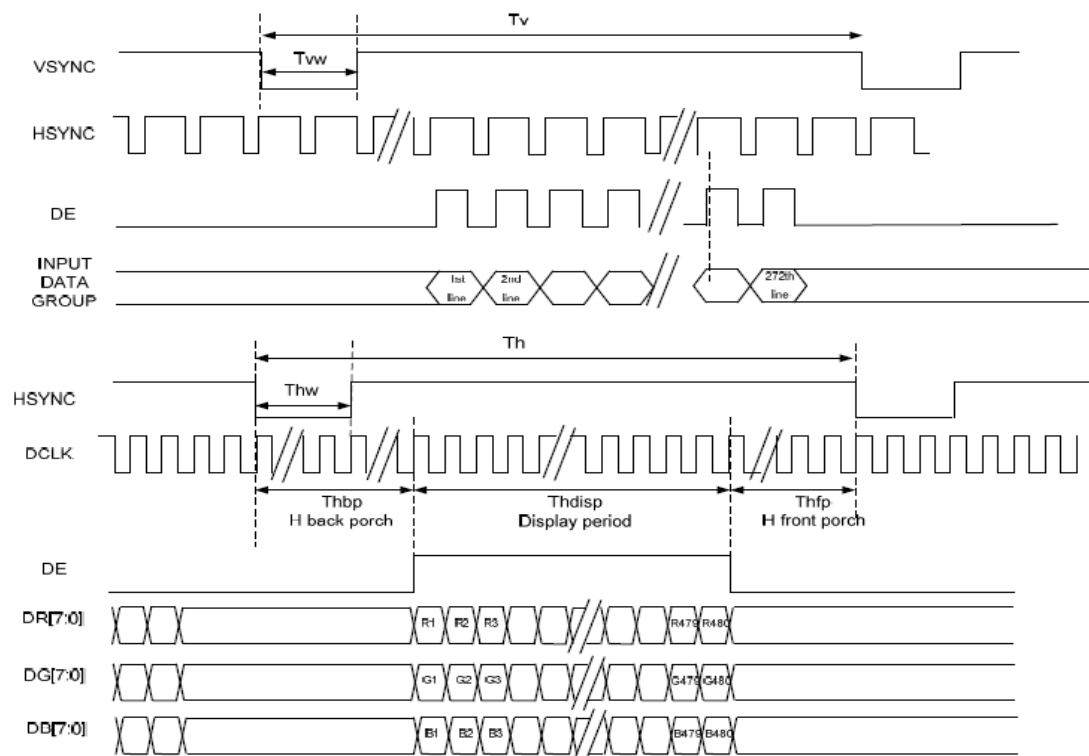 Tv
VSYNC
Tvw
HSYNC
DE
INPUT
DATA
GROUP
1st
line
2nd
line
272th
line
Th
HSYNC
Thw
DCLK
Thbp
H back porch
Thdisp
Display period
Thfp
H front porch
DE
DR[7:0]
R1 R2 R3 R479 R480
DG[7:0]
G1 G2 G3 G479 G480
DB[7:0]
B1 B2 B3 B479 B480